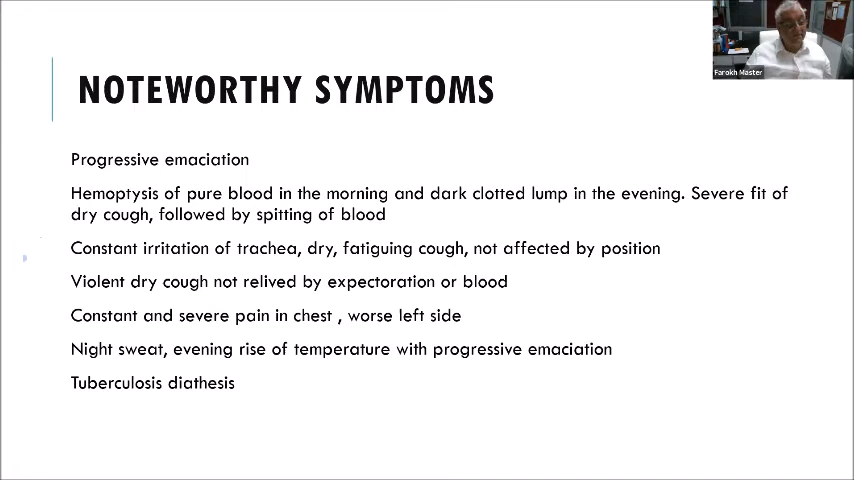 Farokh Master
NOTEWORTHY SYMPTOMS
Progressive emaciation
Hemoptysis of pure blood in the morning and dark clotted lump in the evening. Severe fit of
dry cough, followed by spitting of blood
Constant irritation of trachea, dry, fatiguing cough, not affected by position
Violent dry cough not relived by expectoration or blood
Constant and severe pain in chest , worse left side
Night sweat, evening rise of temperature with progressive emaciation
Tuberculosis diathesis